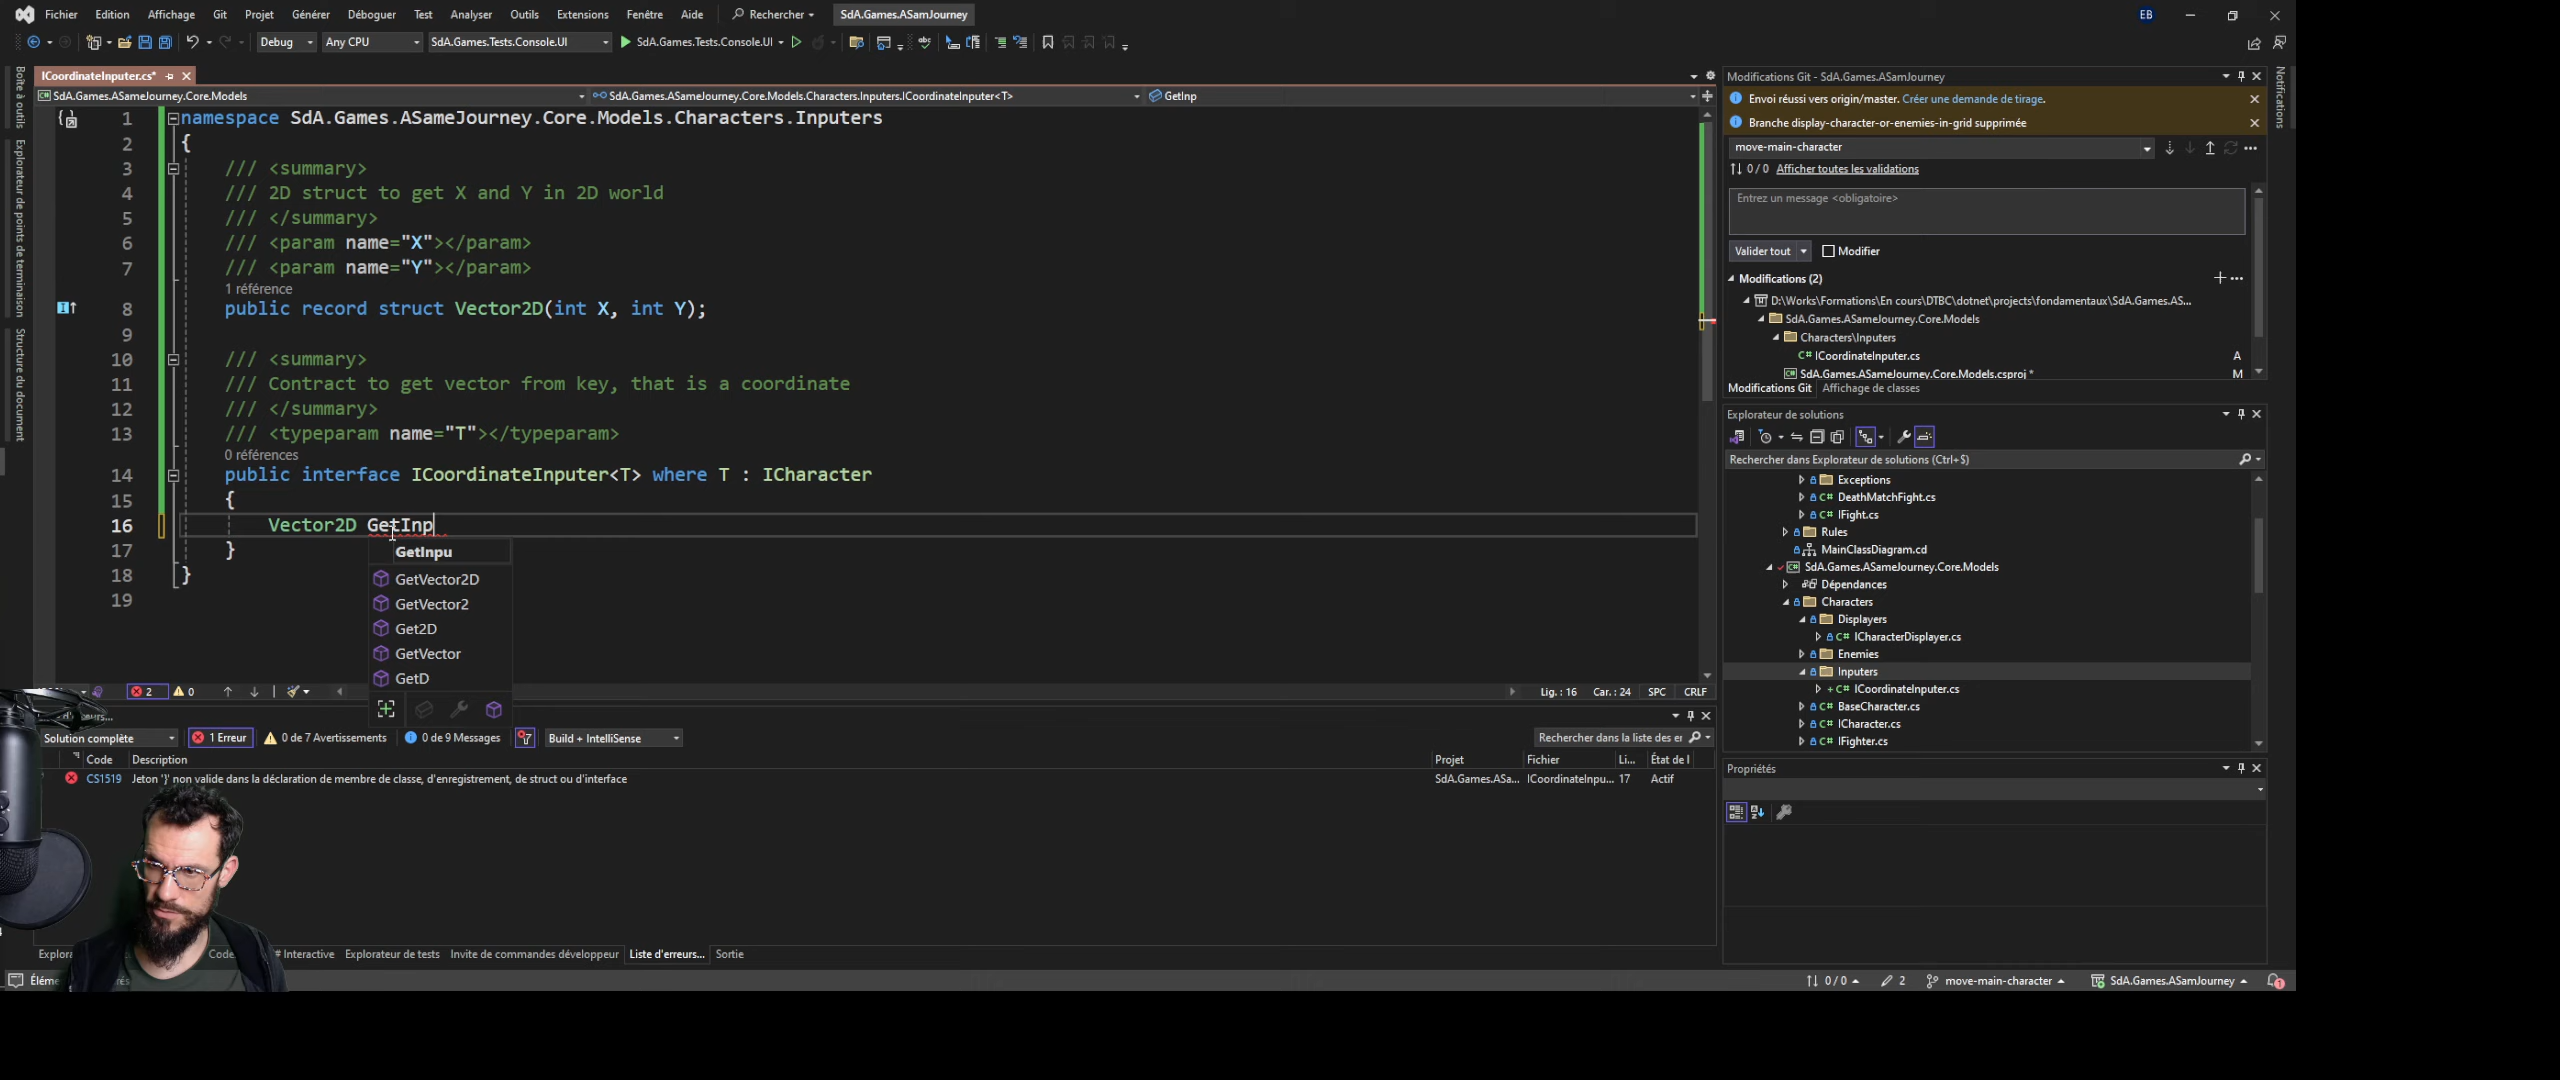 Fichier Edition Affichage Git Projet Générer Déboguer Test Analyser Outils Extensions Fenêtre Aide Rechercher SdA.Games.ASamJourney EB
Debug Any CPU SdA.Games.Tests.Console.UI SdA.Games.Tests.Console.UI
ICoordinateInputer.cs*
SdA.Games.ASameJourney.Core.Models SdA.Games.ASameJourney.Core.Models.Characters.Inputers.ICoordinateInputer<T> GetInp
Boîte à outils
Explorateur de points de terminaison
Structure du document
1 namespace SdA.Games.ASameJourney.Core.Models.Characters.Inputers
2 {
3 /// <summary>
4 /// 2D struct to get X and Y in 2D world
5 /// </summary>
6 /// <param name="X"></param>
7 /// <param name="Y"></param>
1 référence
8 public record struct Vector2D(int X, int Y);
9
10 /// <summary>
11 /// Contract to get vector from key, that is a coordinate
12 /// </summary>
13 /// <typeparam name="T"></typeparam>
0 références
14 public interface ICoordinateInputer<T> where T : ICharacter
15 {
16 Vector2D GetInp
17 }
18 }
19
GetInpu
GetVector2D
GetVector2
Get2D
GetVector
GetD
2 0 Lig. : 16 Car. : 24 SPC CRLF
Solution complète 1 Erreur 0 de 7 Avertissements 0 de 9 Messages Build + IntelliSense Rechercher dans la liste des er
Code Description Projet Fichier Li... État de l
CS1519 Jeton '}' non valide dans la déclaration de membre de classe, d'enregistrement, de struct ou d'interface SdA.Games.ASa... ICoordinateInpu... 17 Actif
Explora Code # Interactive Explorateur de tests Invite de commandes développeur Liste d'erreurs... Sortie
Modifications Git - SdA.Games.ASamJourney
Envoi réussi vers origin/master. Créer une demande de tirage.
Branche display-character-or-enemies-in-grid supprimée
move-main-character
0 / 0 Afficher toutes les validations
Entrez un message <obligatoire>
Valider tout Modifier
Modifications (2)
D:\Works\Formations\En cours\DTBC\dotnet\projects\fondamentaux\SdA.Games.AS...
SdA.Games.ASameJourney.Core.Models
Characters\Inputers
C# ICoordinateInputer.cs A
SdA.Games.ASameJourney.Core.Models.csproj * M
Modifications Git Affichage de classes
Explorateur de solutions
Rechercher dans Explorateur de solutions (Ctrl+$)
Exceptions
C# DeathMatchFight.cs
C# IFight.cs
Rules
MainClassDiagram.cd
SdA.Games.ASameJourney.Core.Models
Dépendances
Characters
Displayers
C# ICharacterDisplayer.cs
Enemies
Inputers
+ C# ICoordinateInputer.cs
C# BaseCharacter.cs
C# ICharacter.cs
C# IFighter.cs
Propriétés
Notifications
Éléme 0 / 0 2 move-main-character SdA.Games.ASamJourney 1